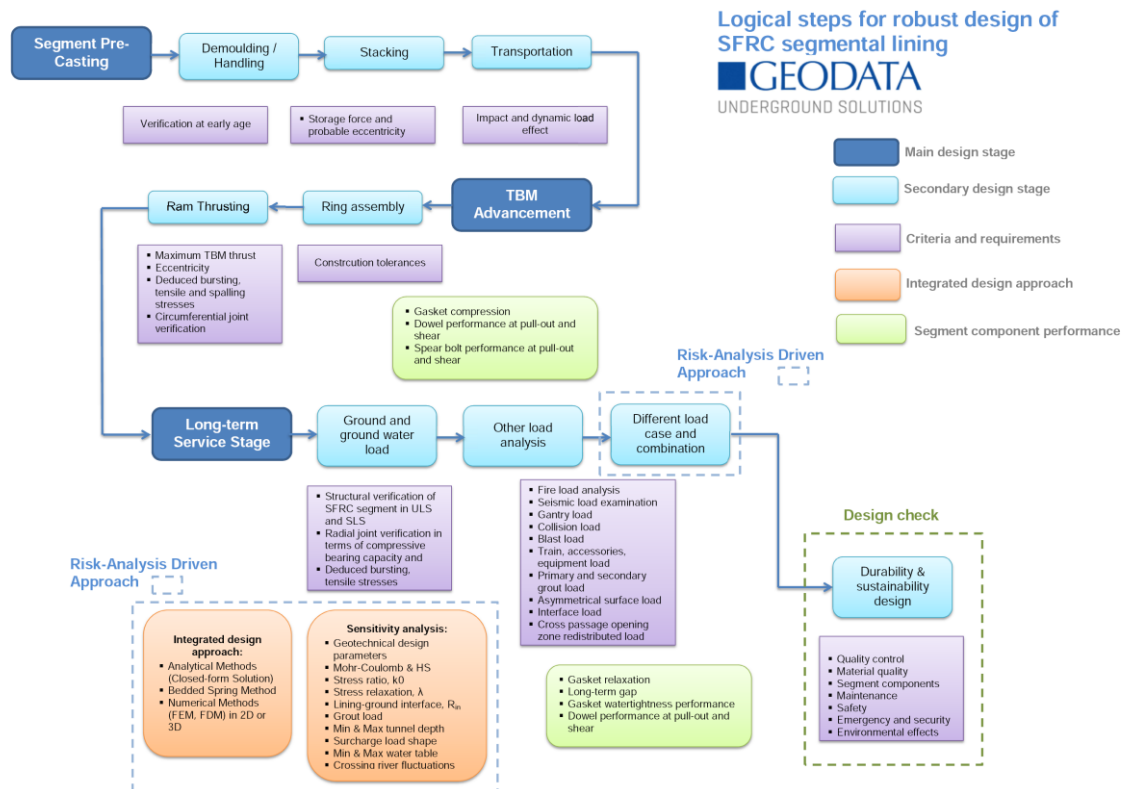 Logical steps for robust design of
SFRC segmental lining
GEODATA
UNDERGROUND SOLUTIONS
Segment Pre-
Casting
Demoulding /
Handling
Stacking
Transportation
Verification at early age
▪ Storage force and
probable eccentricity
Impact and dynamic load
effect
Main design stage
Secondary design stage
Criteria and requirements
Integrated design approach
Segment component performance
Ram Thrusting
Ring assembly
TBM
Advancement
▪ Maximum TBM thrust
▪ Eccentricity
▪ Deduced bursting,
tensile and spalling
stresses
▪ Circumferential joint
verification
Constrcution tolerances
▪ Gasket compression
▪ Dowel performance at pull-out and
shear
▪ Spear bolt performance at pull-out
and shear
Risk-Analysis Driven
Approach
Long-term
Service Stage
Ground and
ground water
load
Other load
analysis
Different load
case and
combination
▪ Structural verification of
SFRC segment in ULS
and SLS
▪ Radial joint verification in
terms of compressive
bearing capacity and
▪ Deduced bursting,
tensile stresses
▪ Fire load analysis
▪ Seismic load examination
▪ Gantry load
▪ Collision load
▪ Blast load
▪ Train, accessories,
equipment load
▪ Primary and secondary
grout load
▪ Asymmetrical surface load
▪ Interface load
▪ Cross passage opening
zone redistributed load
Design check
Durability &
sustainability
design
▪ Quality control
▪ Material quality
▪ Segment components
▪ Maintenance
▪ Safety
▪ Emergency and security
▪ Environmental effects
Risk-Analysis Driven
Approach
Integrated design
approach:
▪ Analytical Methods
(Closed-form Solution)
▪ Bedded Spring Method
▪ Numerical Methods
(FEM, FDM) in 2D or
3D
Sensitivity analysis:
▪ Geotechnical design
parameters
▪ Mohr-Coulomb & HS
▪ Stress ratio, k0
▪ Stress relaxation, λ
▪ Lining-ground interface, Rin
▪ Grout load
▪ Min & Max tunnel depth
▪ Surcharge load shape
▪ Min & Max water table
▪ Crossing river fluctuations
▪ Gasket relaxation
▪ Long-term gap
▪ Gasket watertightness performance
▪ Dowel performance at pull-out and
shear